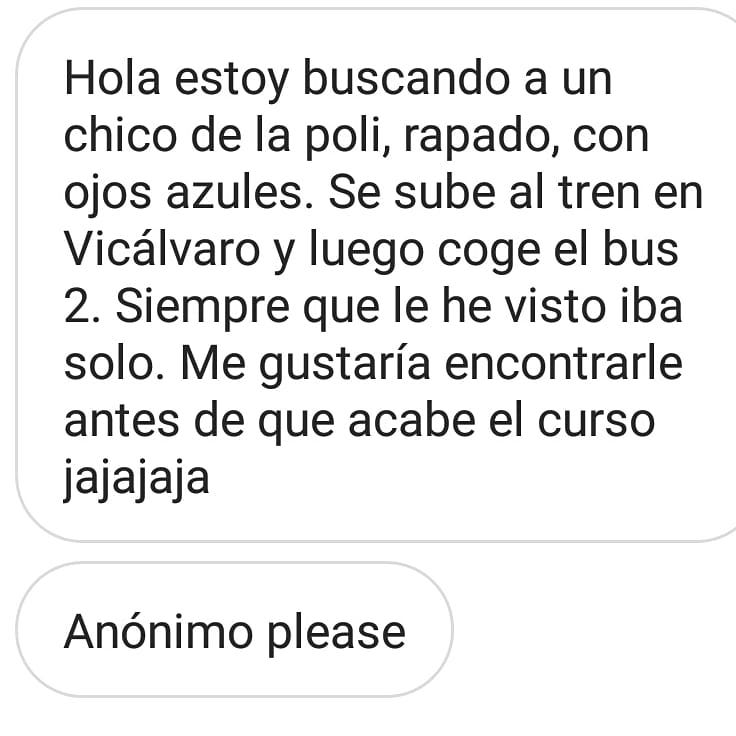 Hola estoy buscando a un
chico de la poli, rapado, con
ojos azules. Se sube al tren en
Vicálvaro y luego coge el bus
2. Siempre que le he visto iba
solo. Me gustaría encontrarle
antes de que acabe el curso
jajajaja
Anónimo please